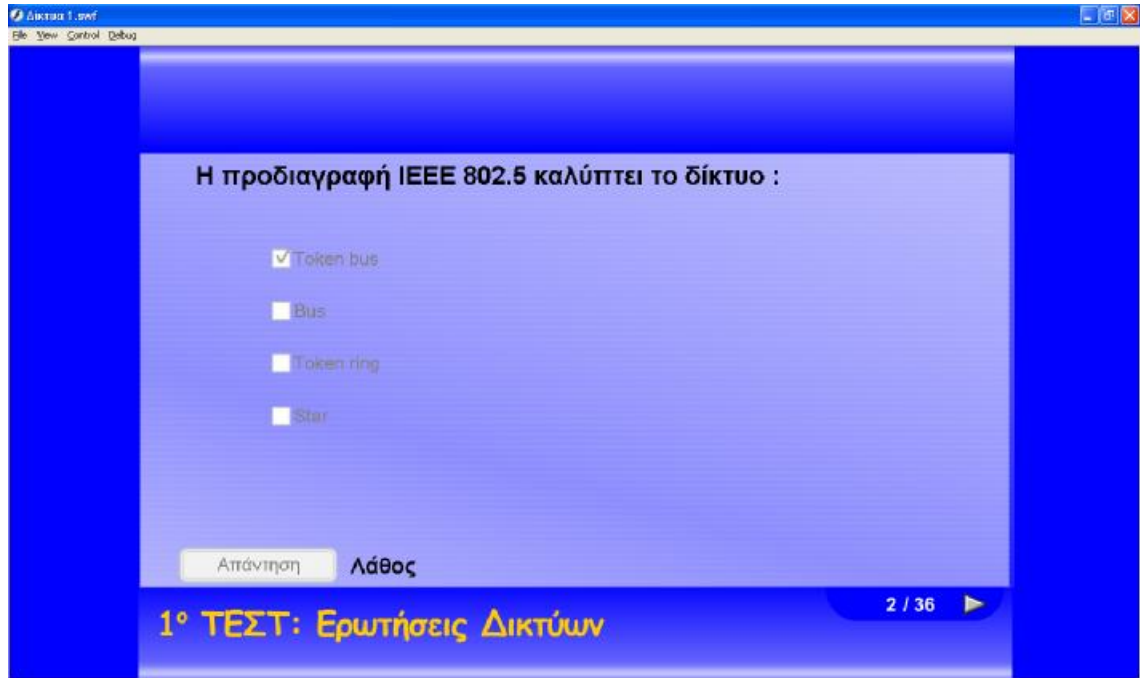 Δίκτυα 1.swf
File View Control Debug
Η προδιαγραφή IEEE 802.5 καλύπτει το δίκτυο :
Token bus
Bus
Token ring
Star
Απάντηση Λάθος
1º ΤΕΣΤ: Ερωτήσεις Δικτύων
2 / 36